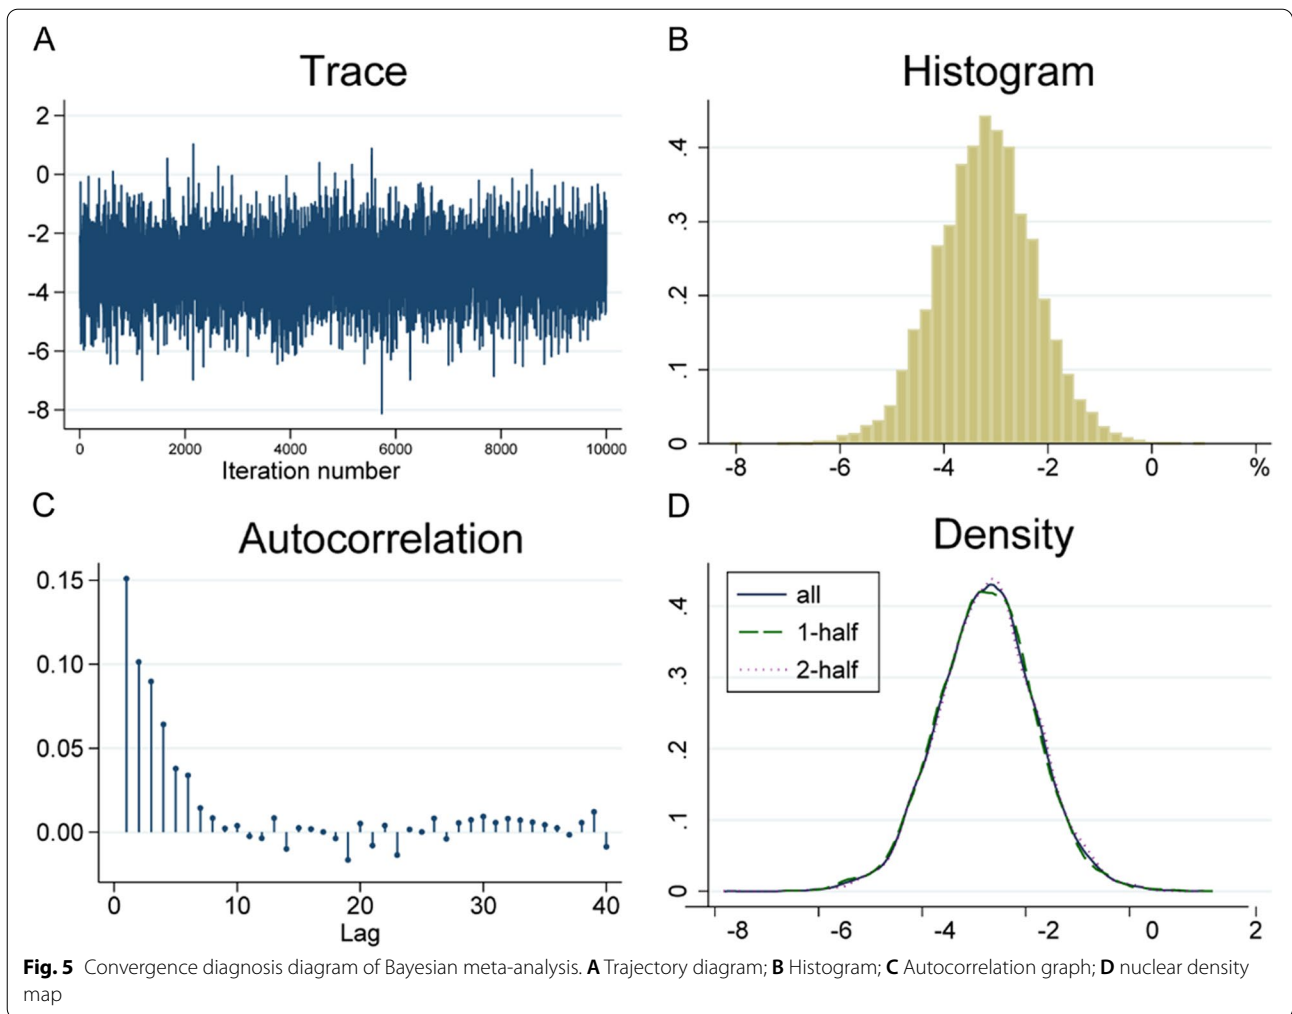 A
Trace
2
0
-2
-4
-6
-8
0 2000 4000 6000 8000 10000
Iteration number
B
Histogram
.4
.3
.2
.1
0
-8 -6 -4 -2 0 %
C
Autocorrelation
0.15
0.10
0.05
0.00
0 10 20 30 40
Lag
D
Density
all
1-half
2-half
.4
.3
.2
.1
0
-8 -6 -4 -2 0 2
Fig. 5 Convergence diagnosis diagram of Bayesian meta-analysis. A Trajectory diagram; B Histogram; C Autocorrelation graph; D nuclear density
map